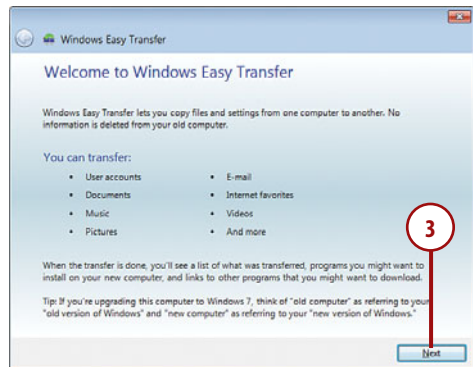 Windows Easy Transfer
Welcome to Windows Easy Transfer
Windows Easy Transfer lets you copy files and settings from one computer to another. No
information is deleted from your old computer.
You can transfer:
• User accounts
• Documents
• Music
• Pictures
• E-mail
• Internet favorites
• Videos
• And more
3
When the transfer is done, you'll see a list of what was transferred, programs you might want to
install on your new computer, and links to other programs that you might want to download.
Tip: If you're upgrading this computer to Windows 7, think of "old computer" as referring to your
"old version of Windows" and "new computer" as referring to your "new version of Windows."
Next